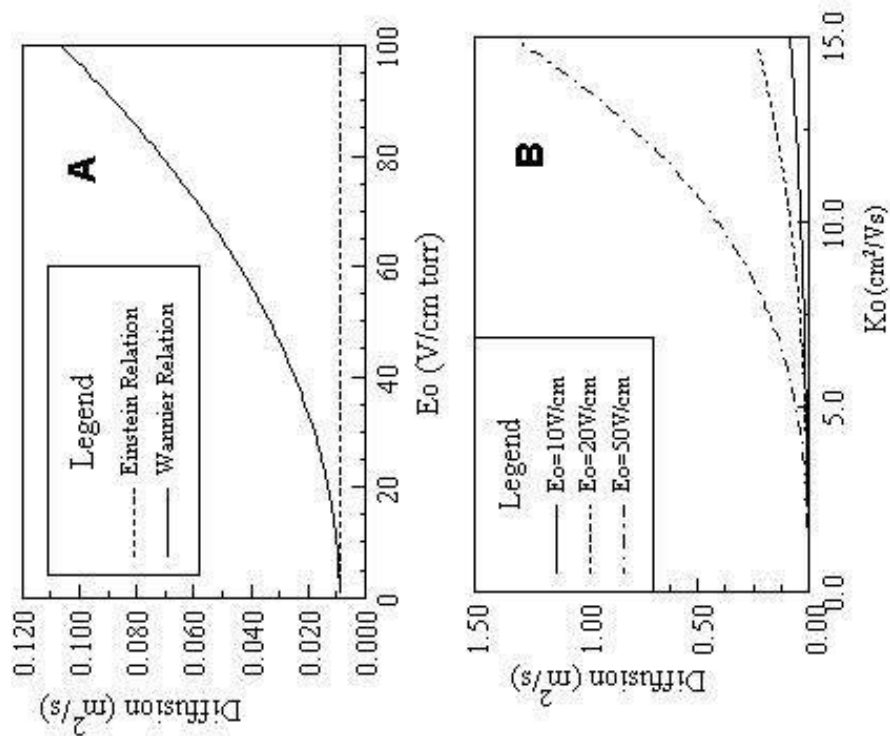 A
Legend
Einstein Relation
Wannier Relation
0.120
0.100
0.080
0.060
0.040
0.020
0.000
Diffusion (m²/s)
0
20
40
60
80
100
Eo (V/cm torr)
B
Legend
Eo=10V/cm
Eo=20V/cm
Eo=50V/cm
1.50
1.00
0.50
0.00
Diffusion (m²/s)
0.0
5.0
10.0
15.0
Ko (cm²/Vs)